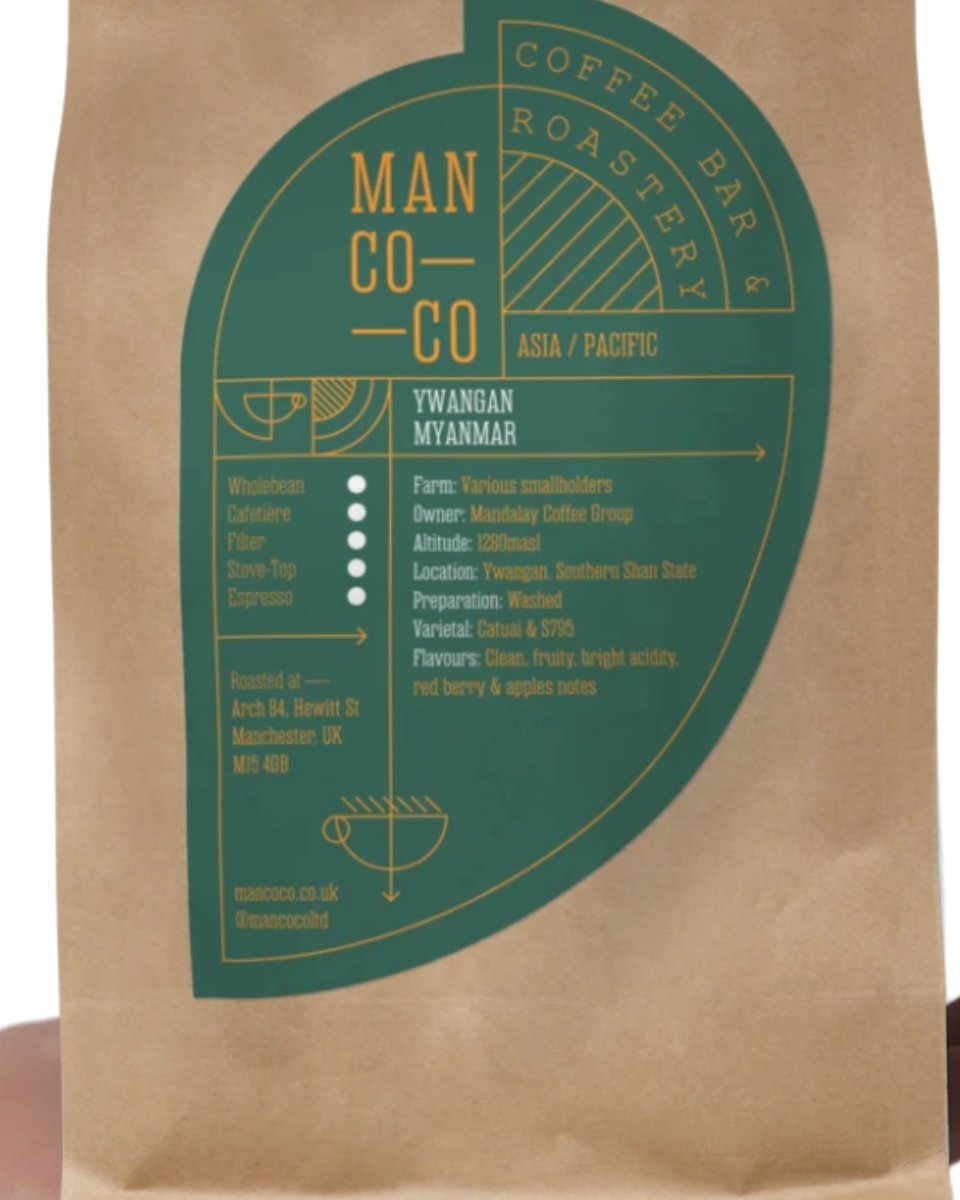 COFFEE BAR &
ROASTERY
MAN
CO—
—CO
ASIA / PACIFIC
YWANGAN
MYANMAR
Wholebean
Cafetière
Filter
Stove-Top
Espresso
Farm: Various smallholders
Owner: Mandalay Coffee Group
Altitude: 1280masl
Location: Ywangan, Southern Shan State
Preparation: Washed
Varietal: Catuai & S795
Flavours: Clean, fruity, bright acidity,
red berry & apples notes
Roasted at —
Arch 84, Hewitt St
Manchester, UK
M15 4GB
mancoco.co.uk
@mancocoltd